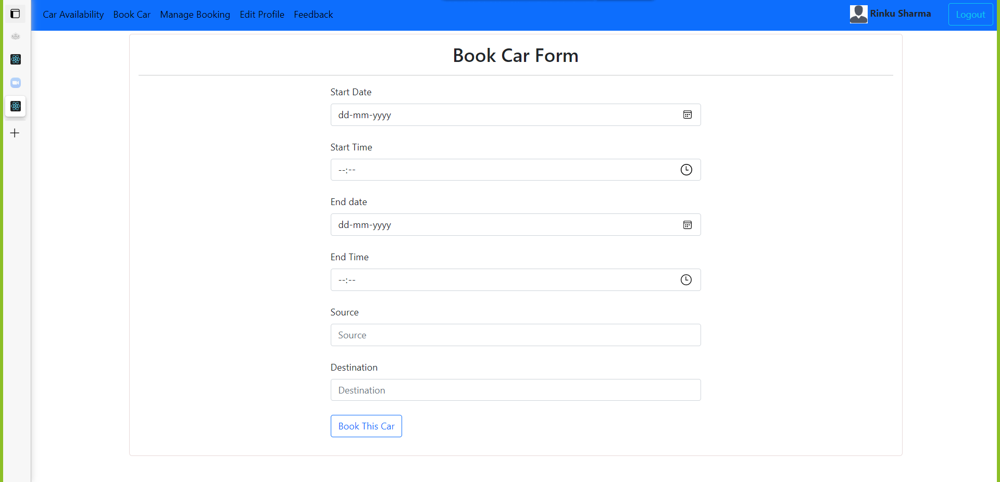 Car Availability Book Car Manage Booking Edit Profile Feedback Rinku Sharma Logout
Book Car Form
Start Date
dd-mm-yyyy
Start Time
--:--
End date
dd-mm-yyyy
End Time
--:--
Source
Source
Destination
Destination
Book This Car